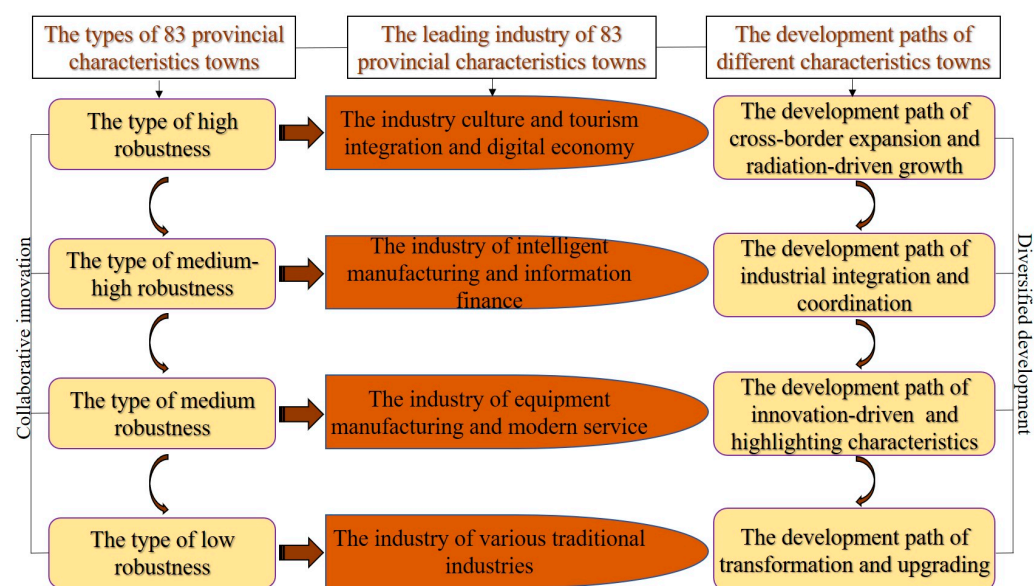 The types of 83 provincial
characteristics towns
The leading industry of 83
provincial characteristics towns
The development paths of
different characteristics towns
The type of high
robustness
The industry culture and tourism
integration and digital economy
The development path of
cross-border expansion and
radiation-driven growth
Collaborative innovation
The type of medium-
high robustness
The industry of intelligent
manufacturing and information
finance
The development path of
industrial integration and
coordination
Diversified development
The type of medium
robustness
The industry of equipment
manufacturing and modern service
The development path of
innovation-driven and
highlighting characteristics
The type of low
robustness
The industry of various traditional
industries
The development path of
transformation and upgrading